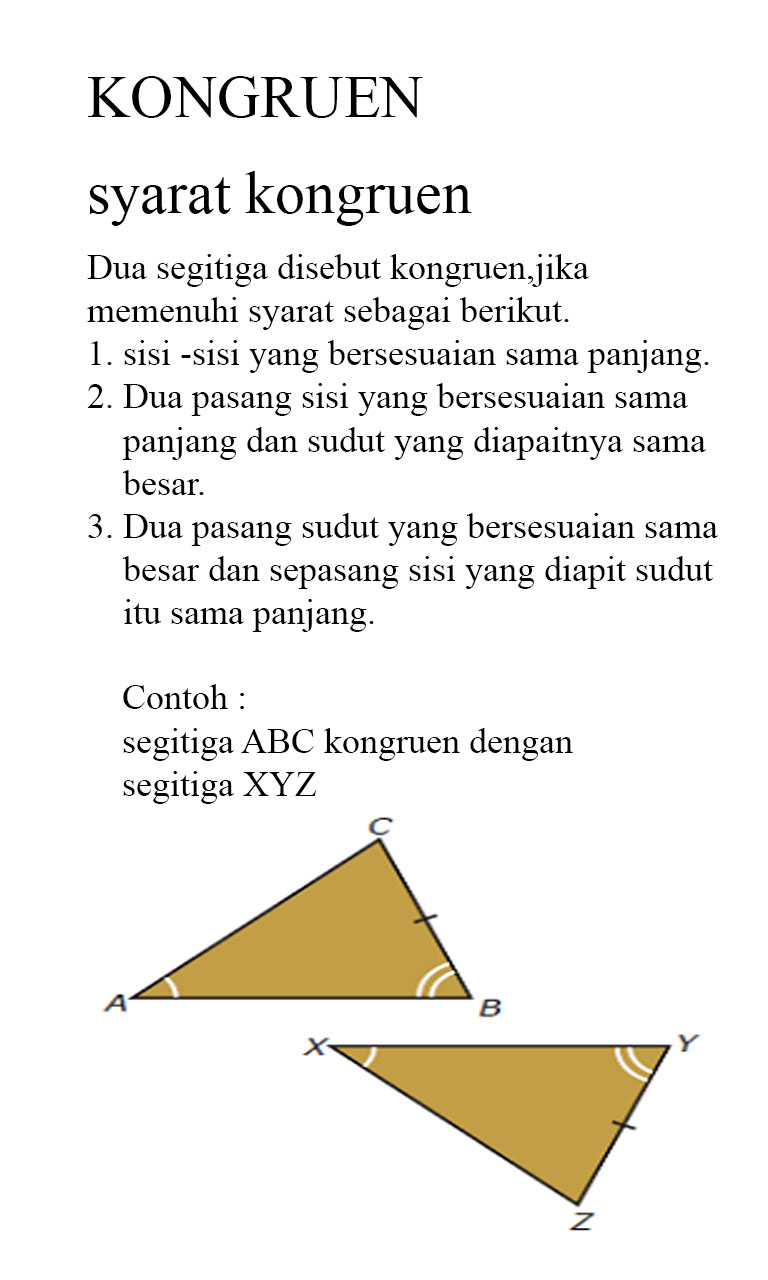 KONGRUEN
syarat kongruen
Dua segitiga disebut kongruen,jika
memenuhi syarat sebagai berikut.
1. sisi -sisi yang bersesuaian sama panjang.
2. Dua pasang sisi yang bersesuaian sama
panjang dan sudut yang diapaitnya sama
besar.
3. Dua pasang sudut yang bersesuaian sama
besar dan sepasang sisi yang diapit sudut
itu sama panjang.
Contoh :
segitiga ABC kongruen dengan
segitiga XYZ
C
A
B
X
Y
Z